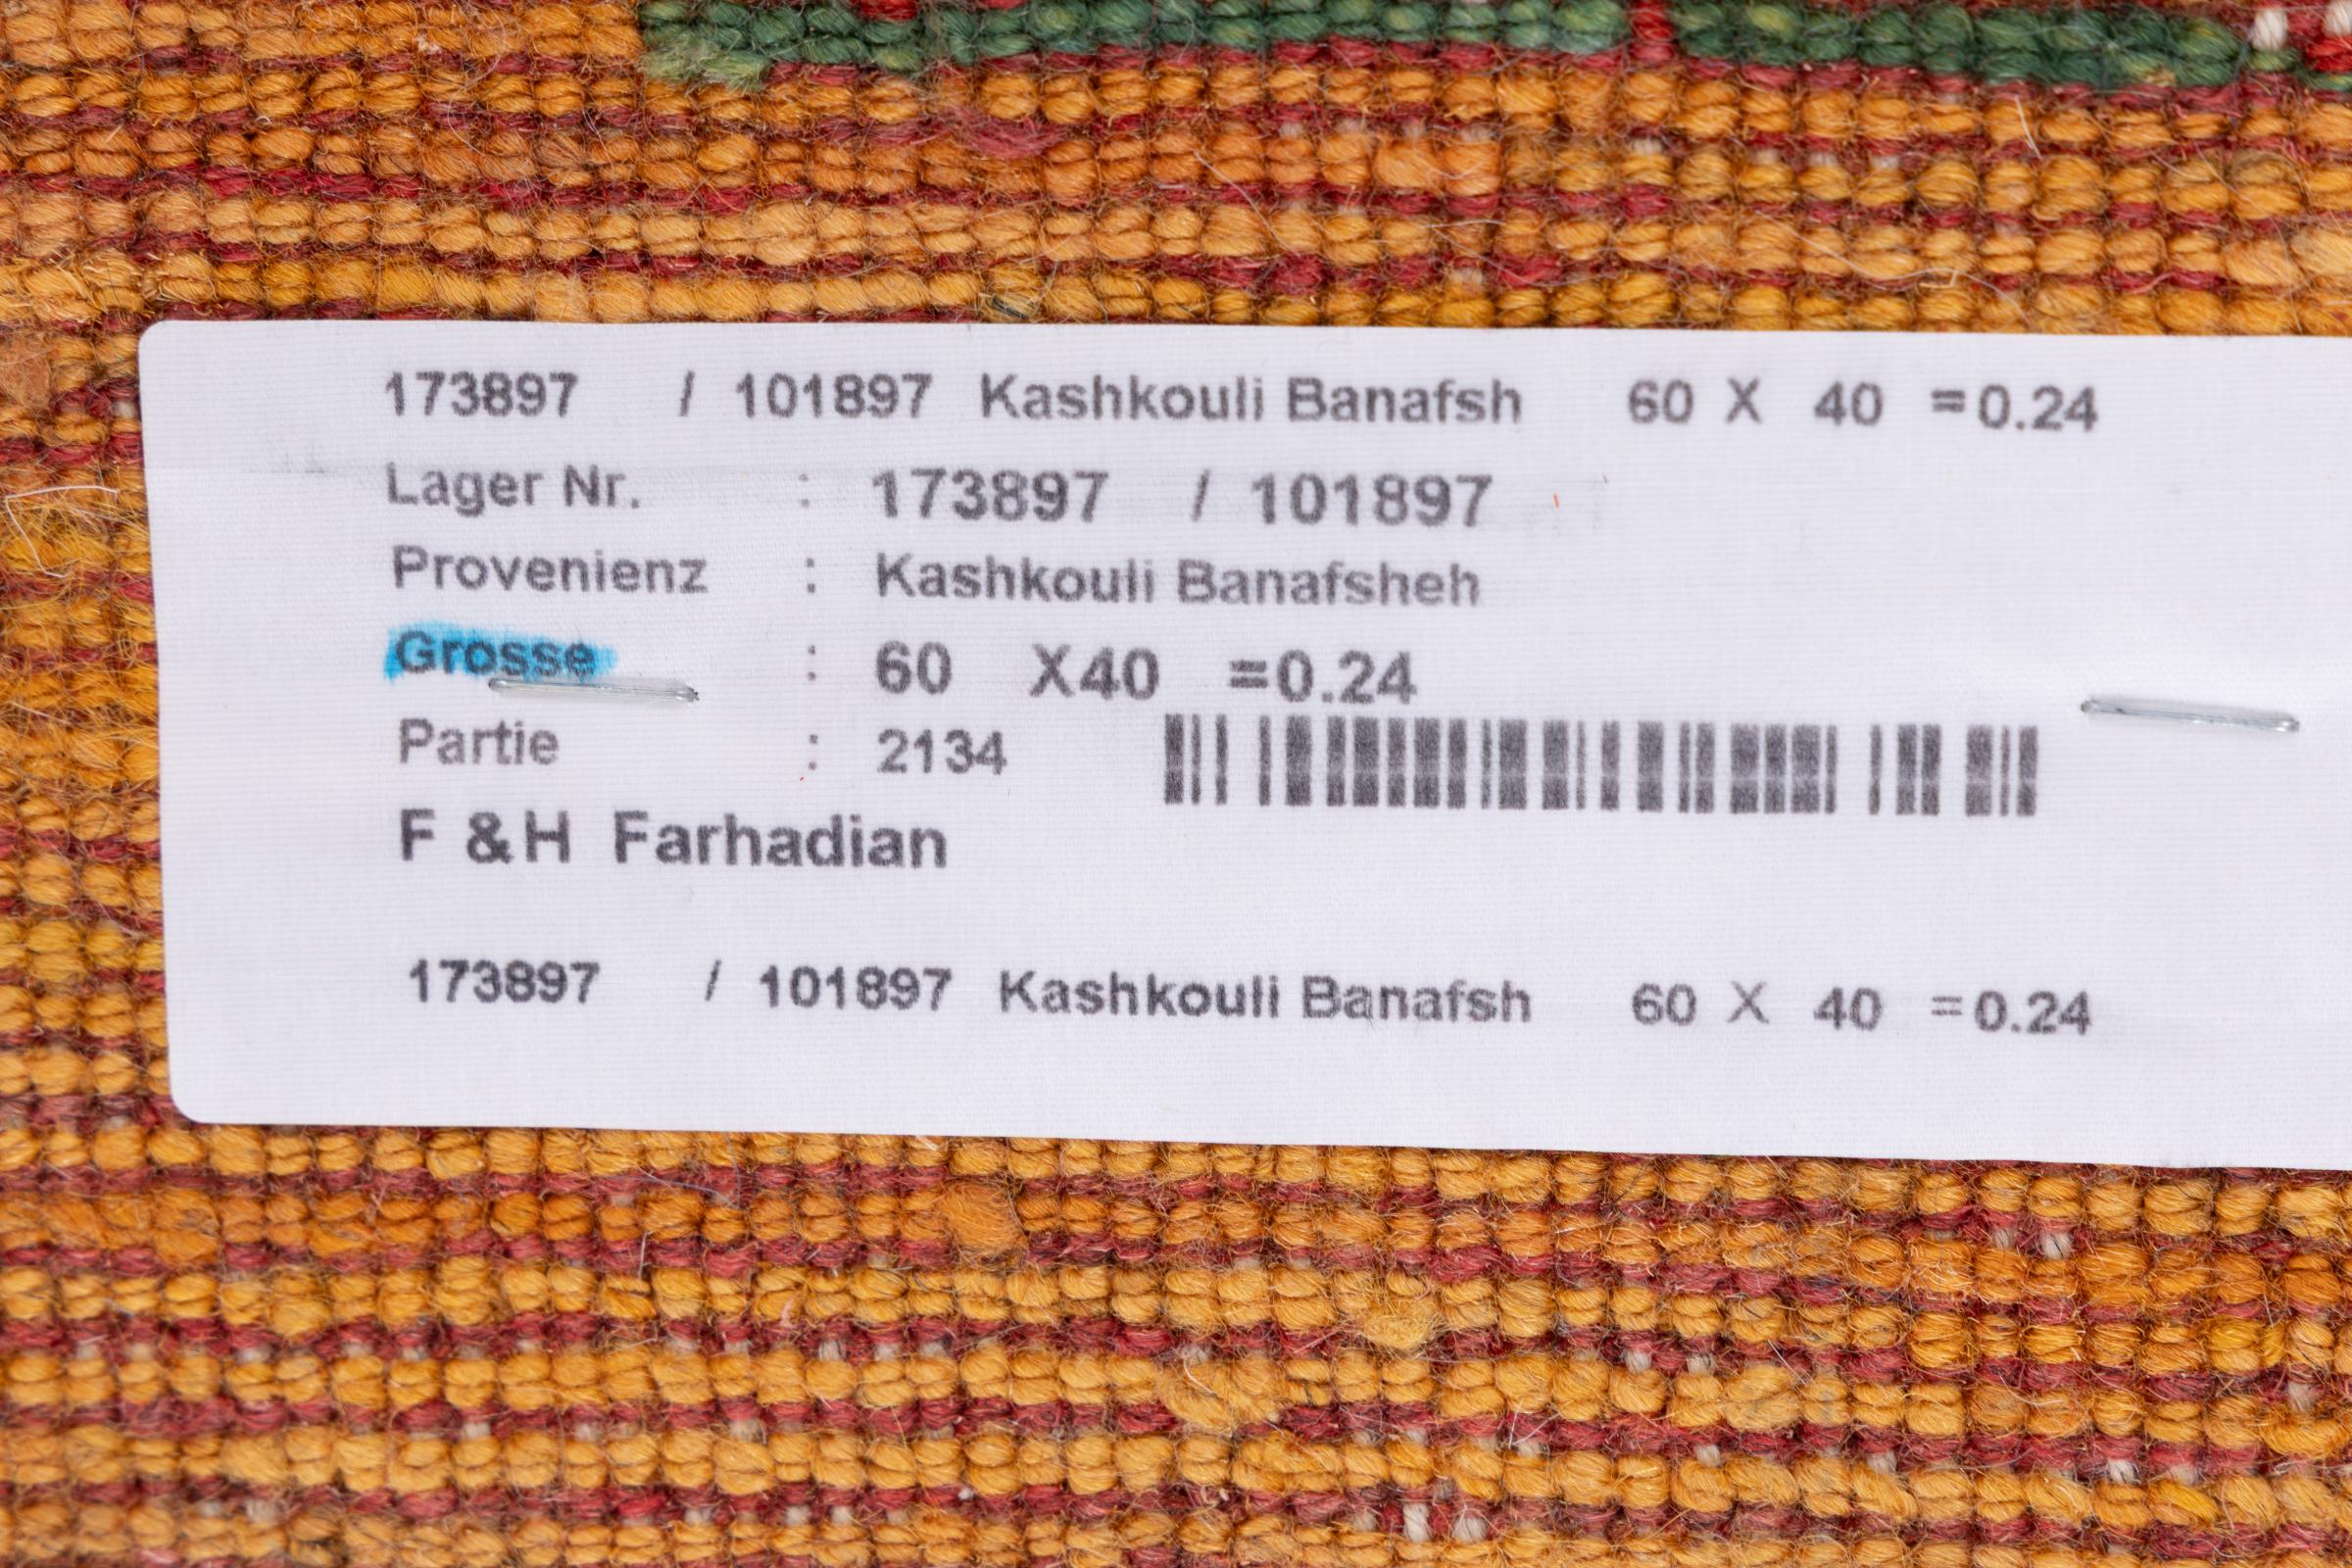 173897 / 101897 Kashkouli Banafsh 60 X 40 =0.24
Lager Nr. : 173897 / 101897
Provenienz : Kashkouli Banafsheh
Grosse : 60 X40 =0.24
Partie : 2134
F &H Farhadian
173897 / 101897 Kashkouli Banafsh 60 X 40 =0.24